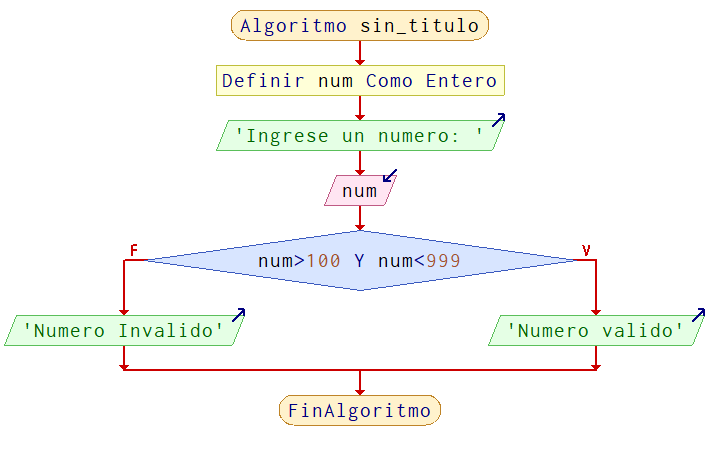 Algoritmo sin_titulo
Definir num Como Entero
'Ingrese un numero: '
num
F
V
num>100 Y num<999
'Numero Invalido'
'Numero valido'
FinAlgoritmo